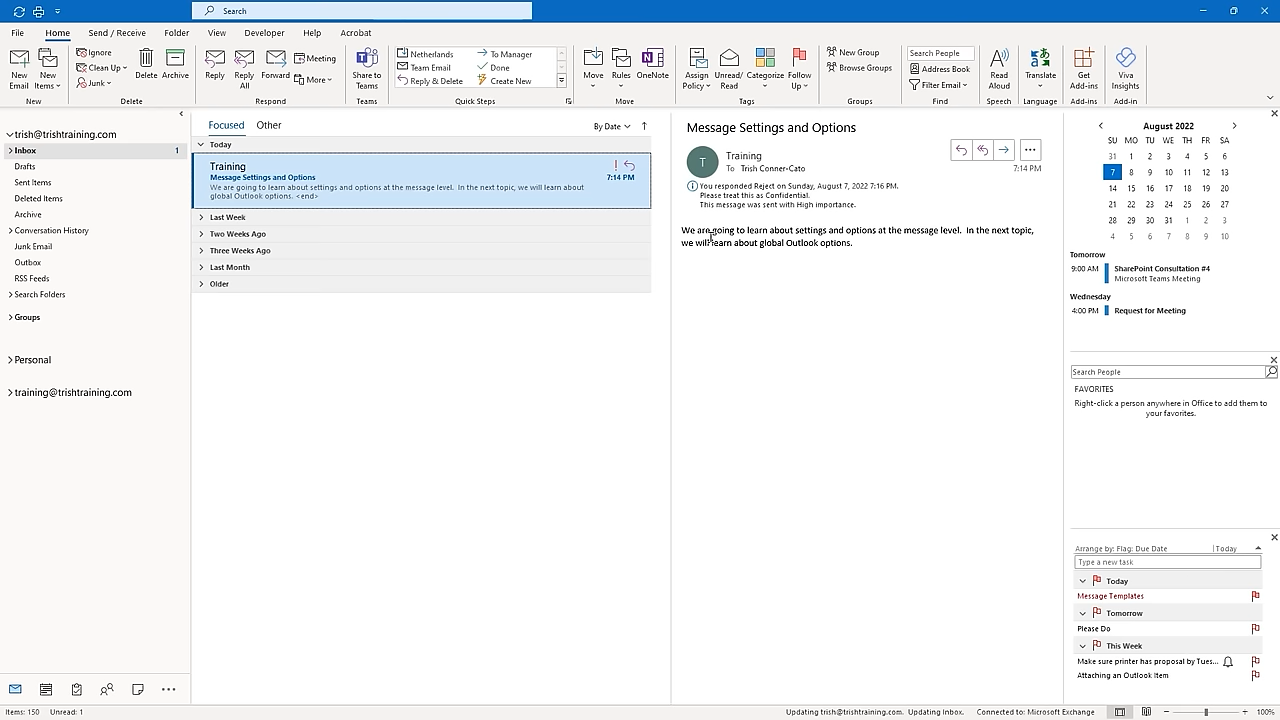 Search
File Home Send / Receive Folder View Developer Help Acrobat
New Email
New Items
Ignore
Clean Up
Junk
Delete
Archive
Reply
Reply All
Forward
Meeting
More
Share to Teams
Netherlands
Team Email
Reply & Delete
To Manager
Done
Create New
Move
Rules
OneNote
Assign Policy
Unread/ Read
Categorize
Follow Up
New Group
Browse Groups
Search People
Address Book
Filter Email
Read Aloud
Translate
Get Add-ins
Viva Insights
New Delete Respond Teams Quick Steps Move Tags Groups Find Speech Language Add-ins Add-in
trish@trishtraining.com
Inbox 1
Drafts
Sent Items
Deleted Items
Archive
Conversation History
Junk Email
Outbox
RSS Feeds
Search Folders
Groups
Personal
training@trishtraining.com
Focused Other By Date
Today
Training
Message Settings and Options 7:14 PM
We are going to learn about settings and options at the message level. In the next topic, we will learn about
global Outlook options. <end>
Last Week
Two Weeks Ago
Three Weeks Ago
Last Month
Older
Message Settings and Options
T
Training
To Trish Conner-Cato 7:14 PM
You responded Reject on Sunday, August 7, 2022 7:16 PM.
Please treat this as Confidential.
This message was sent with High importance.
We are going to learn about settings and options at the message level. In the next topic,
we will learn about global Outlook options.
August 2022
SU MO TU WE TH FR SA
31 1 2 3 4 5 6
7 8 9 10 11 12 13
14 15 16 17 18 19 20
21 22 23 24 25 26 27
28 29 30 31 1 2 3
4 5 6 7 8 9 10
Tomorrow
9:00 AM SharePoint Consultation #4
Microsoft Teams Meeting
Wednesday
4:00 PM Request for Meeting
Search People
FAVORITES
Right-click a person anywhere in Office to add them to
your favorites.
Arrange by: Flag: Due Date Today
Type a new task
Today
Message Templates
Tomorrow
Please Do
This Week
Make sure printer has proposal by Tues...
Attaching an Outlook Item
Items: 150 Unread: 1 Updating trish@trishtraining.com. Updating Inbox. Connected to: Microsoft Exchange 100%